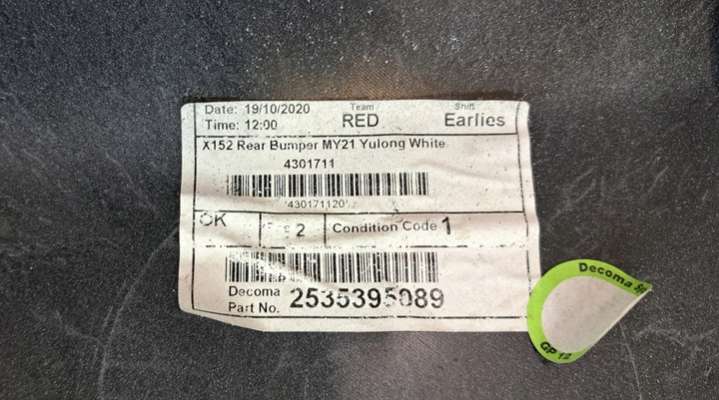 Date: 19/10/2020 Team RED Shift Earlies
Time: 12:00
X152 Rear Bumper MY21 Yulong White
4301711
*430171120*
OK 2 Condition Code 1
Decoma Part No. 2535395089
Decoma
GP 12